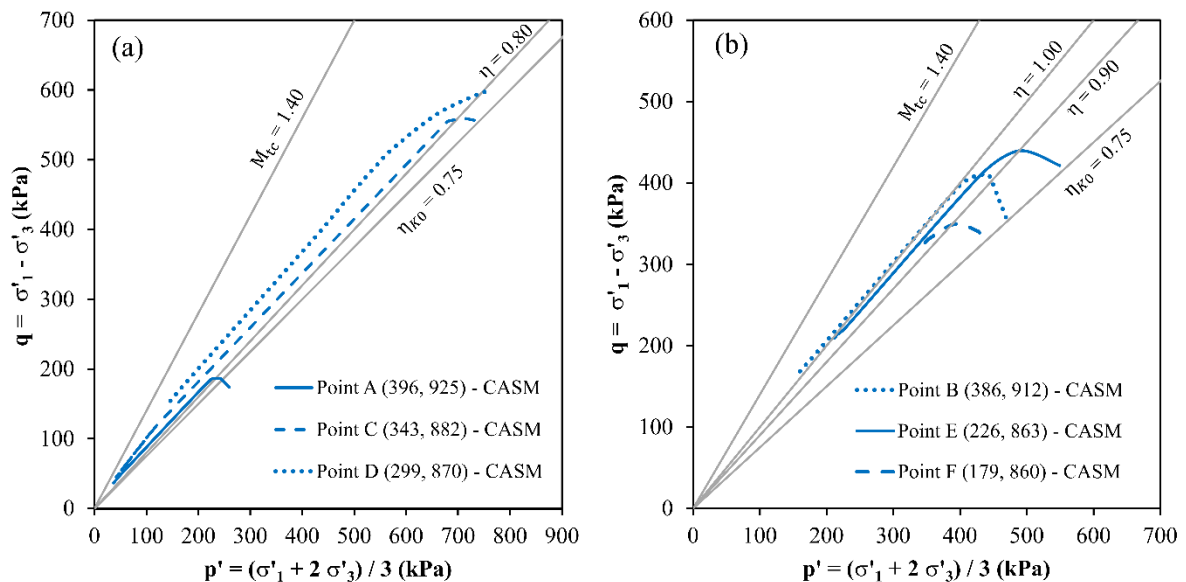 (a)
700
600
500
400
300
200
100
0
q = σ'₁ - σ'₃ (kPa)
Mtc = 1.40
η = 0.80
ηK0 = 0.75
Point A (396, 925) - CASM
Point C (343, 882) - CASM
Point D (299, 870) - CASM
0 100 200 300 400 500 600 700 800 900
p' = (σ'₁ + 2 σ'₃) / 3 (kPa)
(b)
600
500
400
300
200
100
0
q = σ'₁ - σ'₃ (kPa)
Mtc = 1.40
η = 1.00
η = 0.90
ηK0 = 0.75
Point B (386, 912) - CASM
Point E (226, 863) - CASM
Point F (179, 860) - CASM
0 100 200 300 400 500 600 700
p' = (σ'₁ + 2 σ'₃) / 3 (kPa)